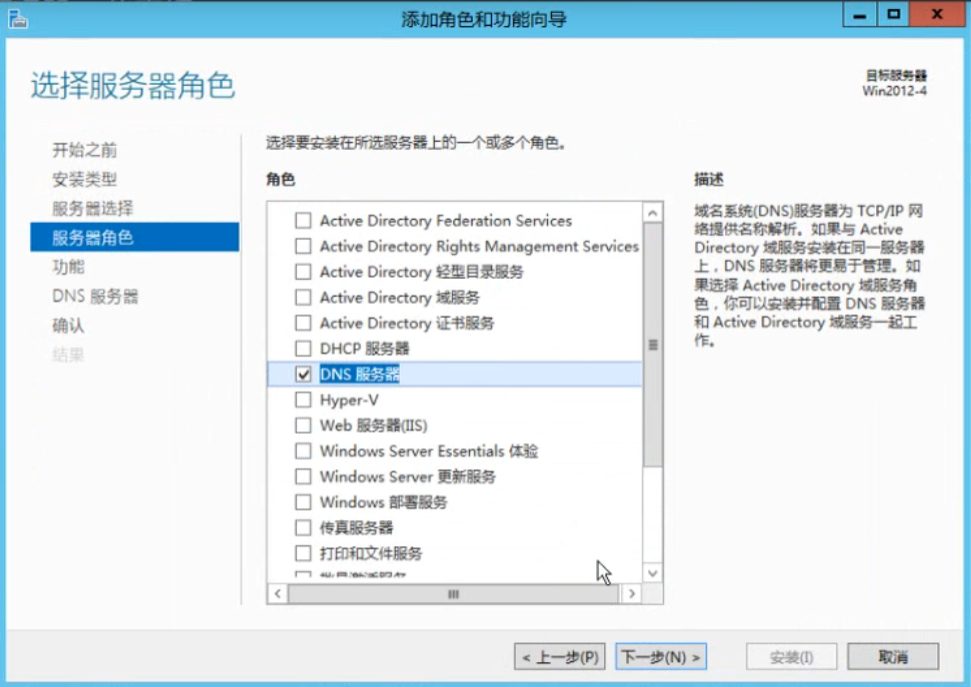 添加角色和功能向导
选择服务器角色
目标服务器
Win2012-4
开始之前
安装类型
服务器选择
服务器角色
功能
DNS 服务器
确认
结果
选择要安装在所选服务器上的一个或多个角色。
角色
Active Directory Federation Services
Active Directory Rights Management Services
Active Directory 轻型目录服务
Active Directory 域服务
Active Directory 证书服务
DHCP 服务器
DNS 服务器
Hyper-V
Web 服务器(IIS)
Windows Server Essentials 体验
Windows Server 更新服务
Windows 部署服务
传真服务器
打印和文件服务
描述
域名系统(DNS)服务器为 TCP/IP 网
络提供名称解析。如果与 Active
Directory 域服务安装在同一服务器
上，DNS 服务器将更易于管理。如
果选择 Active Directory 域服务角
色，你可以安装并配置 DNS 服务器
和 Active Directory 域服务一起工
作。
< 上一步(P)
下一步(N) >
安装(I)
取消